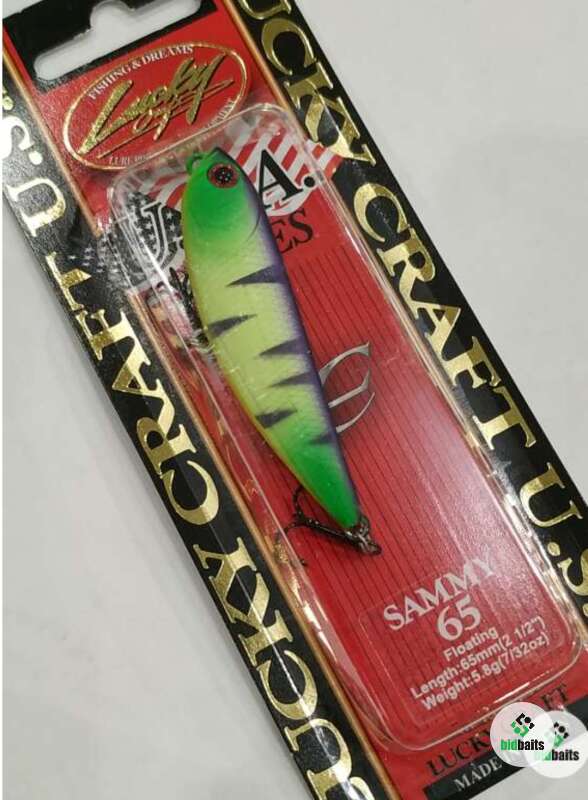 FISHING & DREAMS
Lucky
Craft
LUCKY CRAFT U.S.
LUCKY CRAFT U.S.
A.
SAMMY
65
Floating
Length:65mm(2 1/2")
Weight:5.8g(7/32oz)
LUCKY
MADE
bidbaits
bidbaits